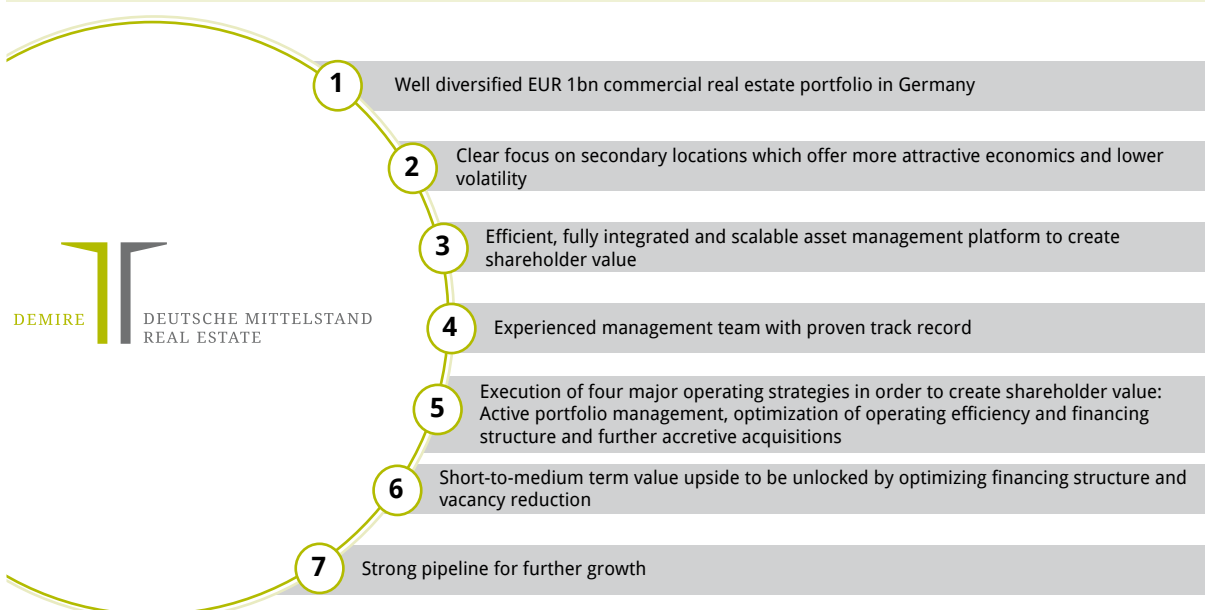 1
Well diversified EUR 1bn commercial real estate portfolio in Germany
2
Clear focus on secondary locations which offer more attractive economics and lower
volatility
3
Efficient, fully integrated and scalable asset management platform to create
shareholder value
DEMIRE
DEUTSCHE MITTELSTAND
REAL ESTATE
4
Experienced management team with proven track record
5
Execution of four major operating strategies in order to create shareholder value:
Active portfolio management, optimization of operating efficiency and financing
structure and further accretive acquisitions
6
Short-to-medium term value upside to be unlocked by optimizing financing structure and
vacancy reduction
7
Strong pipeline for further growth